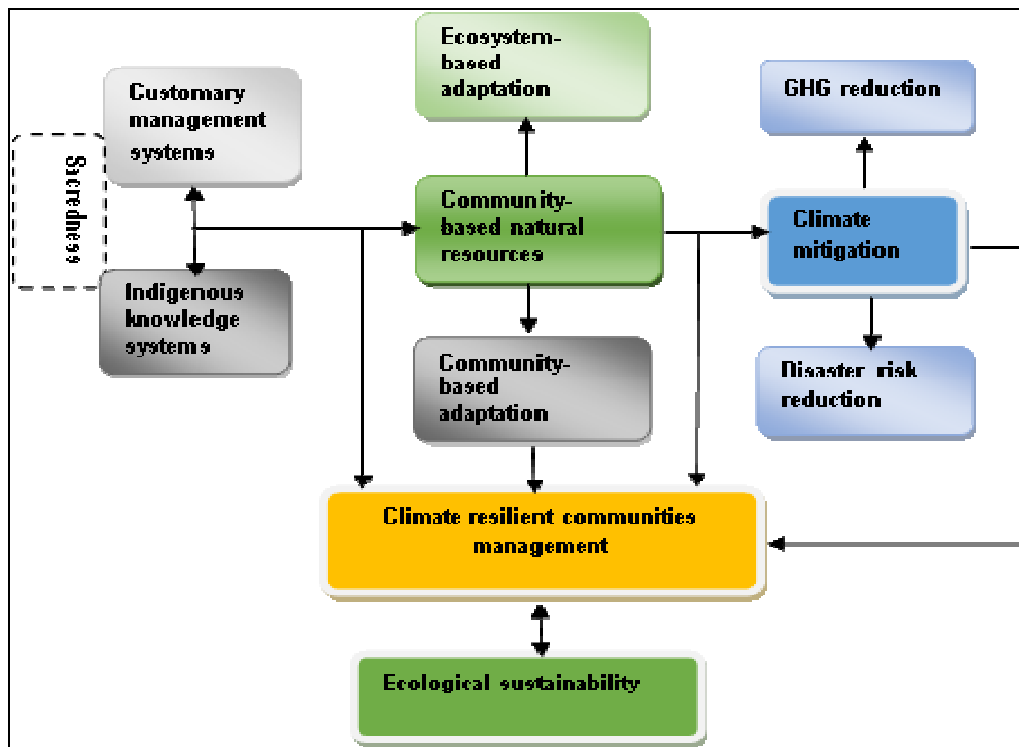 Ecosystem-
based
adaptation
Customary
management
systems
GHG reduction
Sacredness
Community-
based natural
resources
Climate
mitigation
Indigenous
knowledge
systems
Community-
based
adaptation
Disaster risk
reduction
Climate resilient communities
management
Ecological sustainability